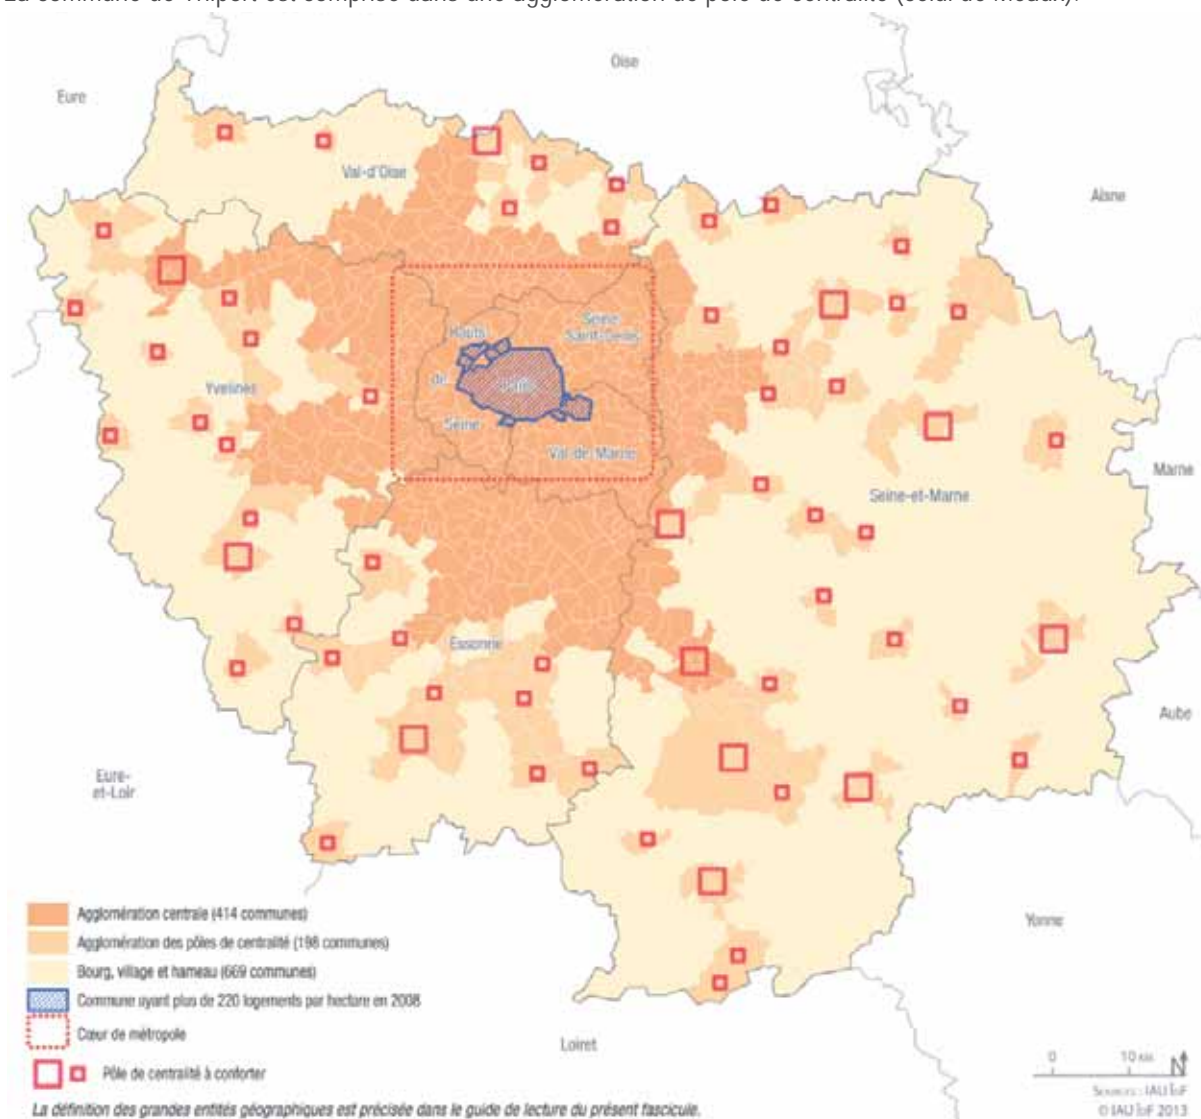 La commune de Trilport est comprise dans une agglomération de pôle de centralité (celui de Meaux).
Oise
Eure
Val-d'Oise
Aisne
Hauts
Seine
Saint-Denis
de
Paris
Yvelines
Seine
Val-de-Marne
Marne
Seine-et-Marne
Essonne
Aube
Eure-
et-Loir
Yonne
Loiret
Agglomération centrale (414 communes)
Agglomération des pôles de centralité (198 communes)
Bourg, village et hameau (669 communes)
Commune ayant plus de 220 logements par hectare en 2008
Cœur de métropole
Pôle de centralité à conforter
0 10 KM N
SOURCES : IAU ÎdF
© IAU ÎdF 2013
La définition des grandes entités géographiques est précisée dans le guide de lecture du présent fascicule.